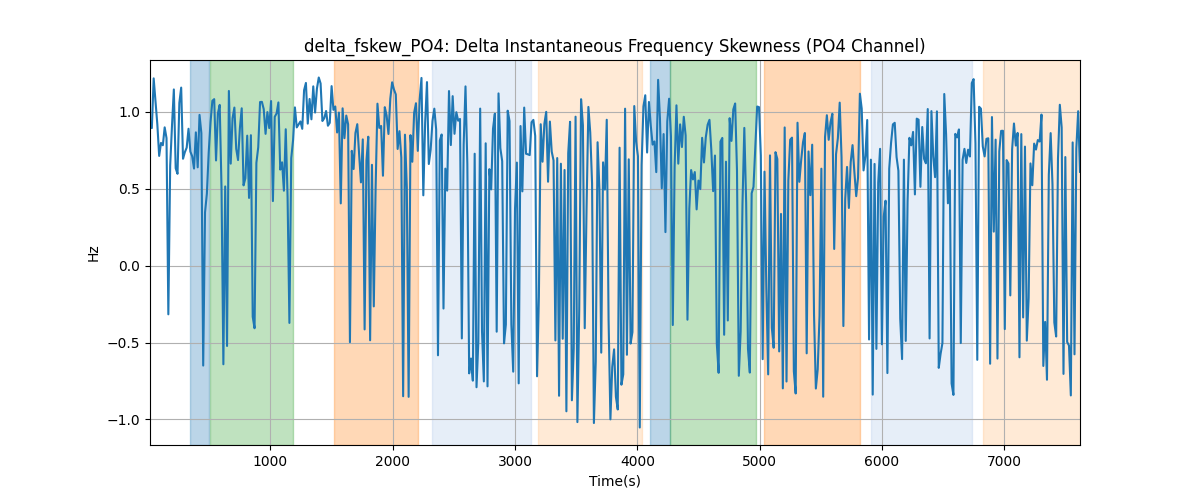 delta_fskew_PO4: Delta Instantaneous Frequency Skewness (PO4 Channel)
1.0
0.5
0.0
−0.5
−1.0
Hz
1000 2000 3000 4000 5000 6000 7000
Time(s)